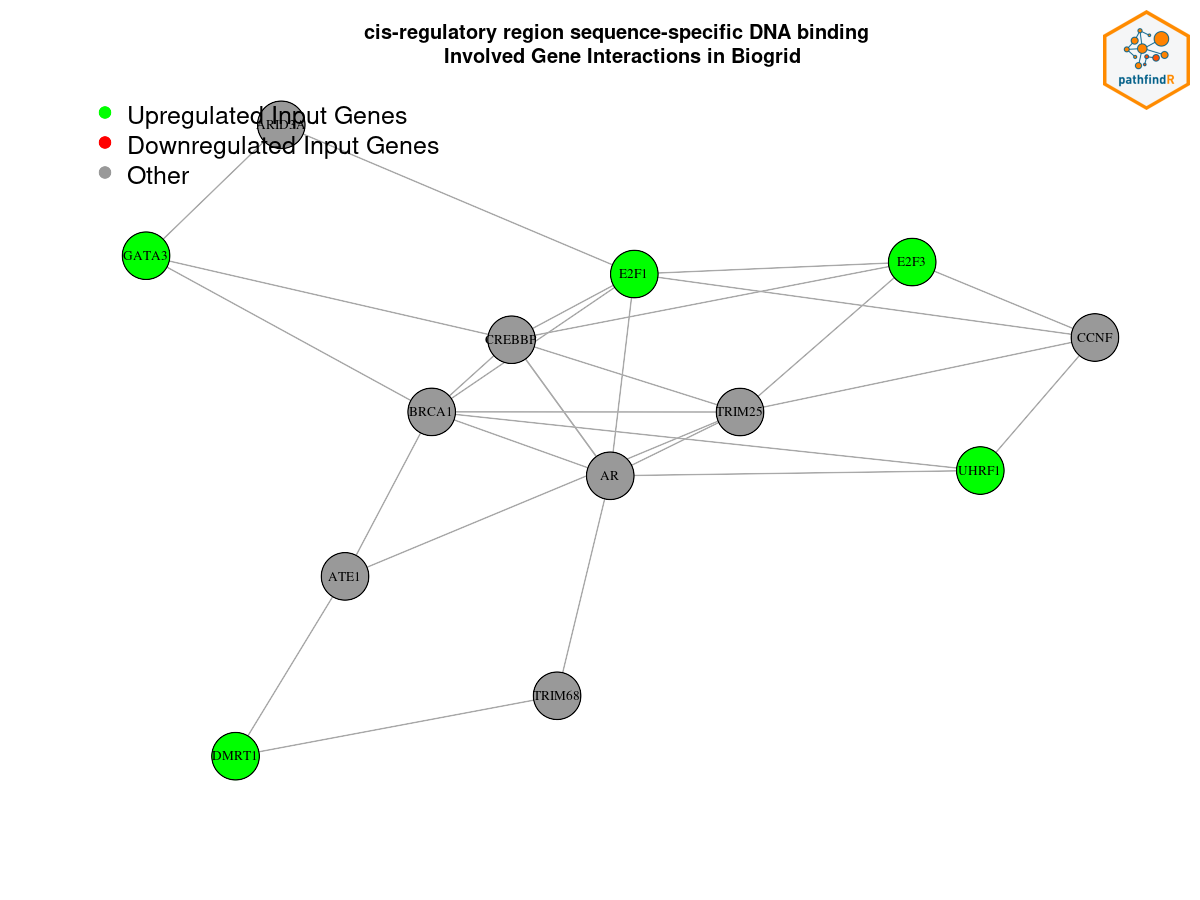 cis-regulatory region sequence-specific DNA binding
Involved Gene Interactions in Biogrid
pathfindR
Upregulated Input Genes
ARID3A
Downregulated Input Genes
Other
GATA3
E2F1
E2F3
CREBBP
CCNF
BRCA1
TRIM25
AR
UHRF1
ATE1
TRIM68
DMRT1